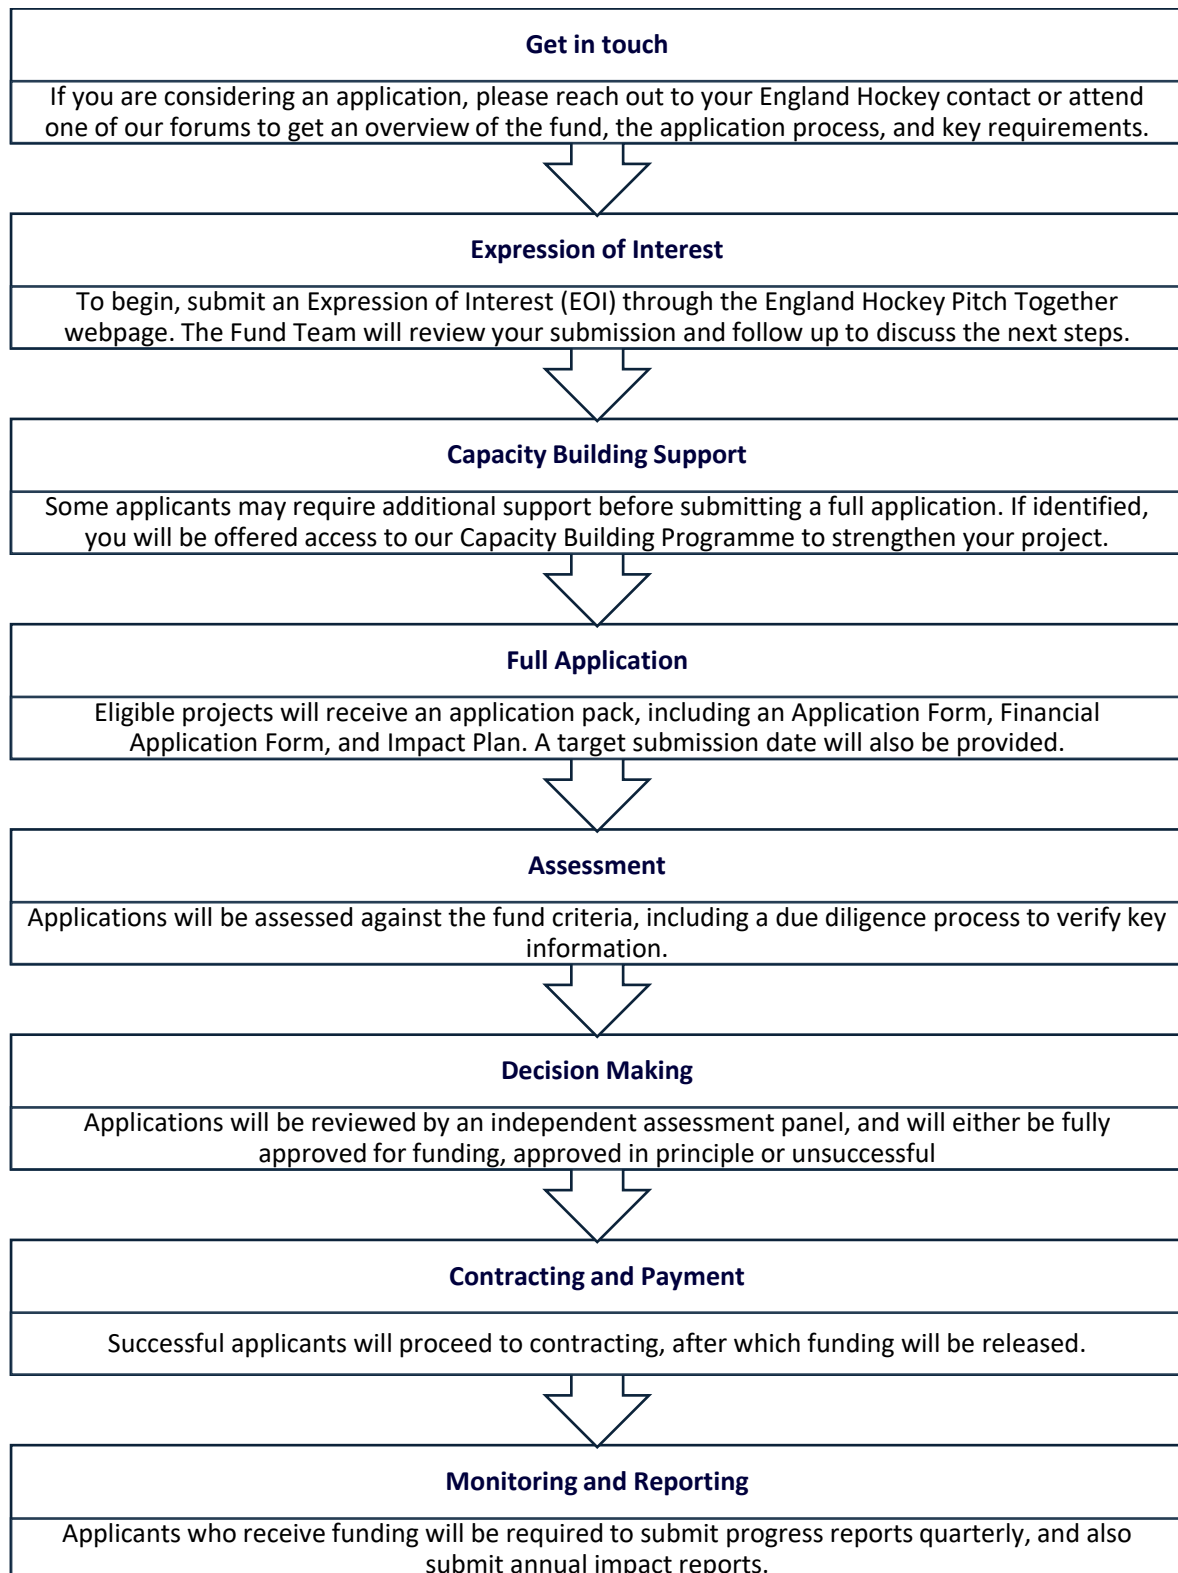 Get in touch
If you are considering an application, please reach out to your England Hockey contact or attend
one of our forums to get an overview of the fund, the application process, and key requirements.
Expression of Interest
To begin, submit an Expression of Interest (EOI) through the England Hockey Pitch Together
webpage. The Fund Team will review your submission and follow up to discuss the next steps.
Capacity Building Support
Some applicants may require additional support before submitting a full application. If identified,
you will be offered access to our Capacity Building Programme to strengthen your project.
Full Application
Eligible projects will receive an application pack, including an Application Form, Financial
Application Form, and Impact Plan. A target submission date will also be provided.
Assessment
Applications will be assessed against the fund criteria, including a due diligence process to verify key
information.
Decision Making
Applications will be reviewed by an independent assessment panel, and will either be fully
approved for funding, approved in principle or unsuccessful
Contracting and Payment
Successful applicants will proceed to contracting, after which funding will be released.
Monitoring and Reporting
Applicants who receive funding will be required to submit progress reports quarterly, and also
submit annual impact reports.